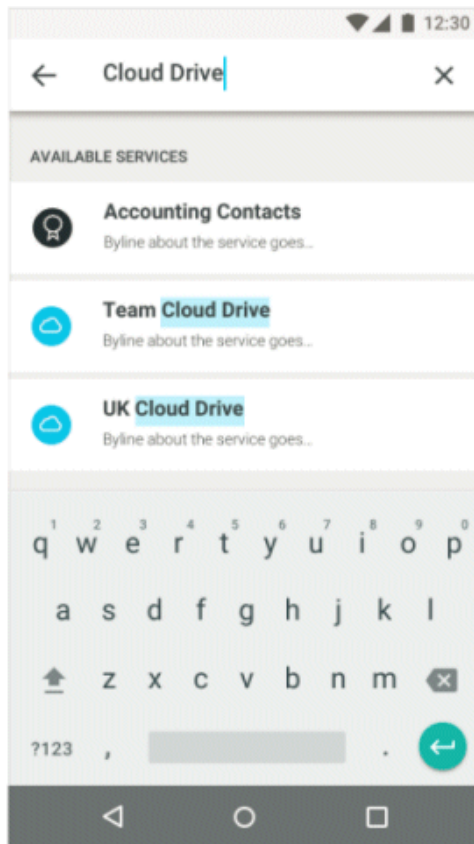 12:30
Cloud Drive
AVAILABLE SERVICES
Accounting Contacts
Byline about the service goes...
Team Cloud Drive
Byline about the service goes...
UK Cloud Drive
Byline about the service goes...
1 2 3 4 5 6 7 8 9 0
q w e r t y u i o p
a s d f g h j k l
z x c v b n m
?123 , .